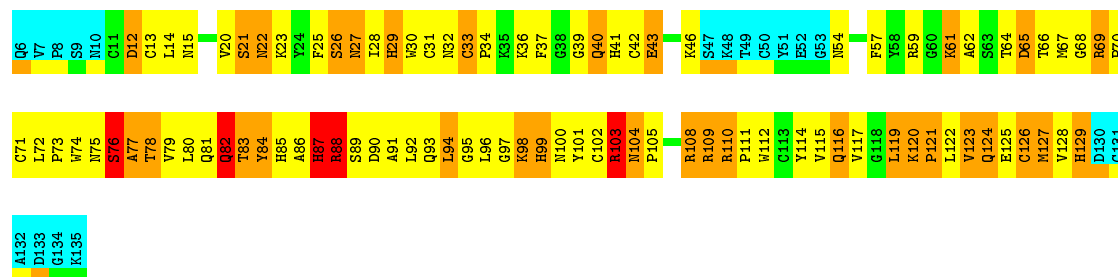 Q6 V7 P8 S9 N10 C11 D12 C13 L14 N15 V20 S21 N22 K23 Y24 F25 S26 N27 I28 H29 W30 C31 N32 C33 P34 K35 K36 F37 G38 G39 Q40 H41 C42 E43 K46 S47 K48 T49 C50 Y51 E52 G53 N54 F57 Y58 R59 G60 K61 A62 S63 T64 D65 T66 M67 G68 R69 P70
C71 L72 P73 W74 N75 S76 A77 T78 V79 L80 Q81 Q82 T83 Y84 H85 A86 H87 R88 S89 D90 A91 L92 Q93 L94 G95 L96 G97 K98 H99 N100 Y101 C102 R103 N104 P105 R108 R109 R110 P111 W112 C113 Y114 V115 Q116 V117 G118 L119 K120 P121 L122 V123 Q124 E125 C126 M127 V128 H129 D130 C131
A132 D133 G134 K135